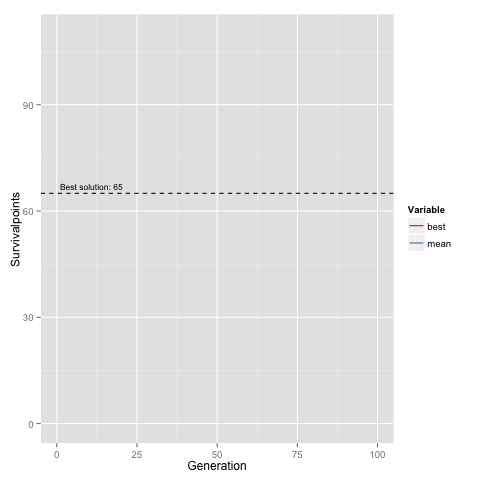 90
Best solution: 65
60
30
0
Survivalpoints
0 25 50 75 100
Generation
Variable
best
mean